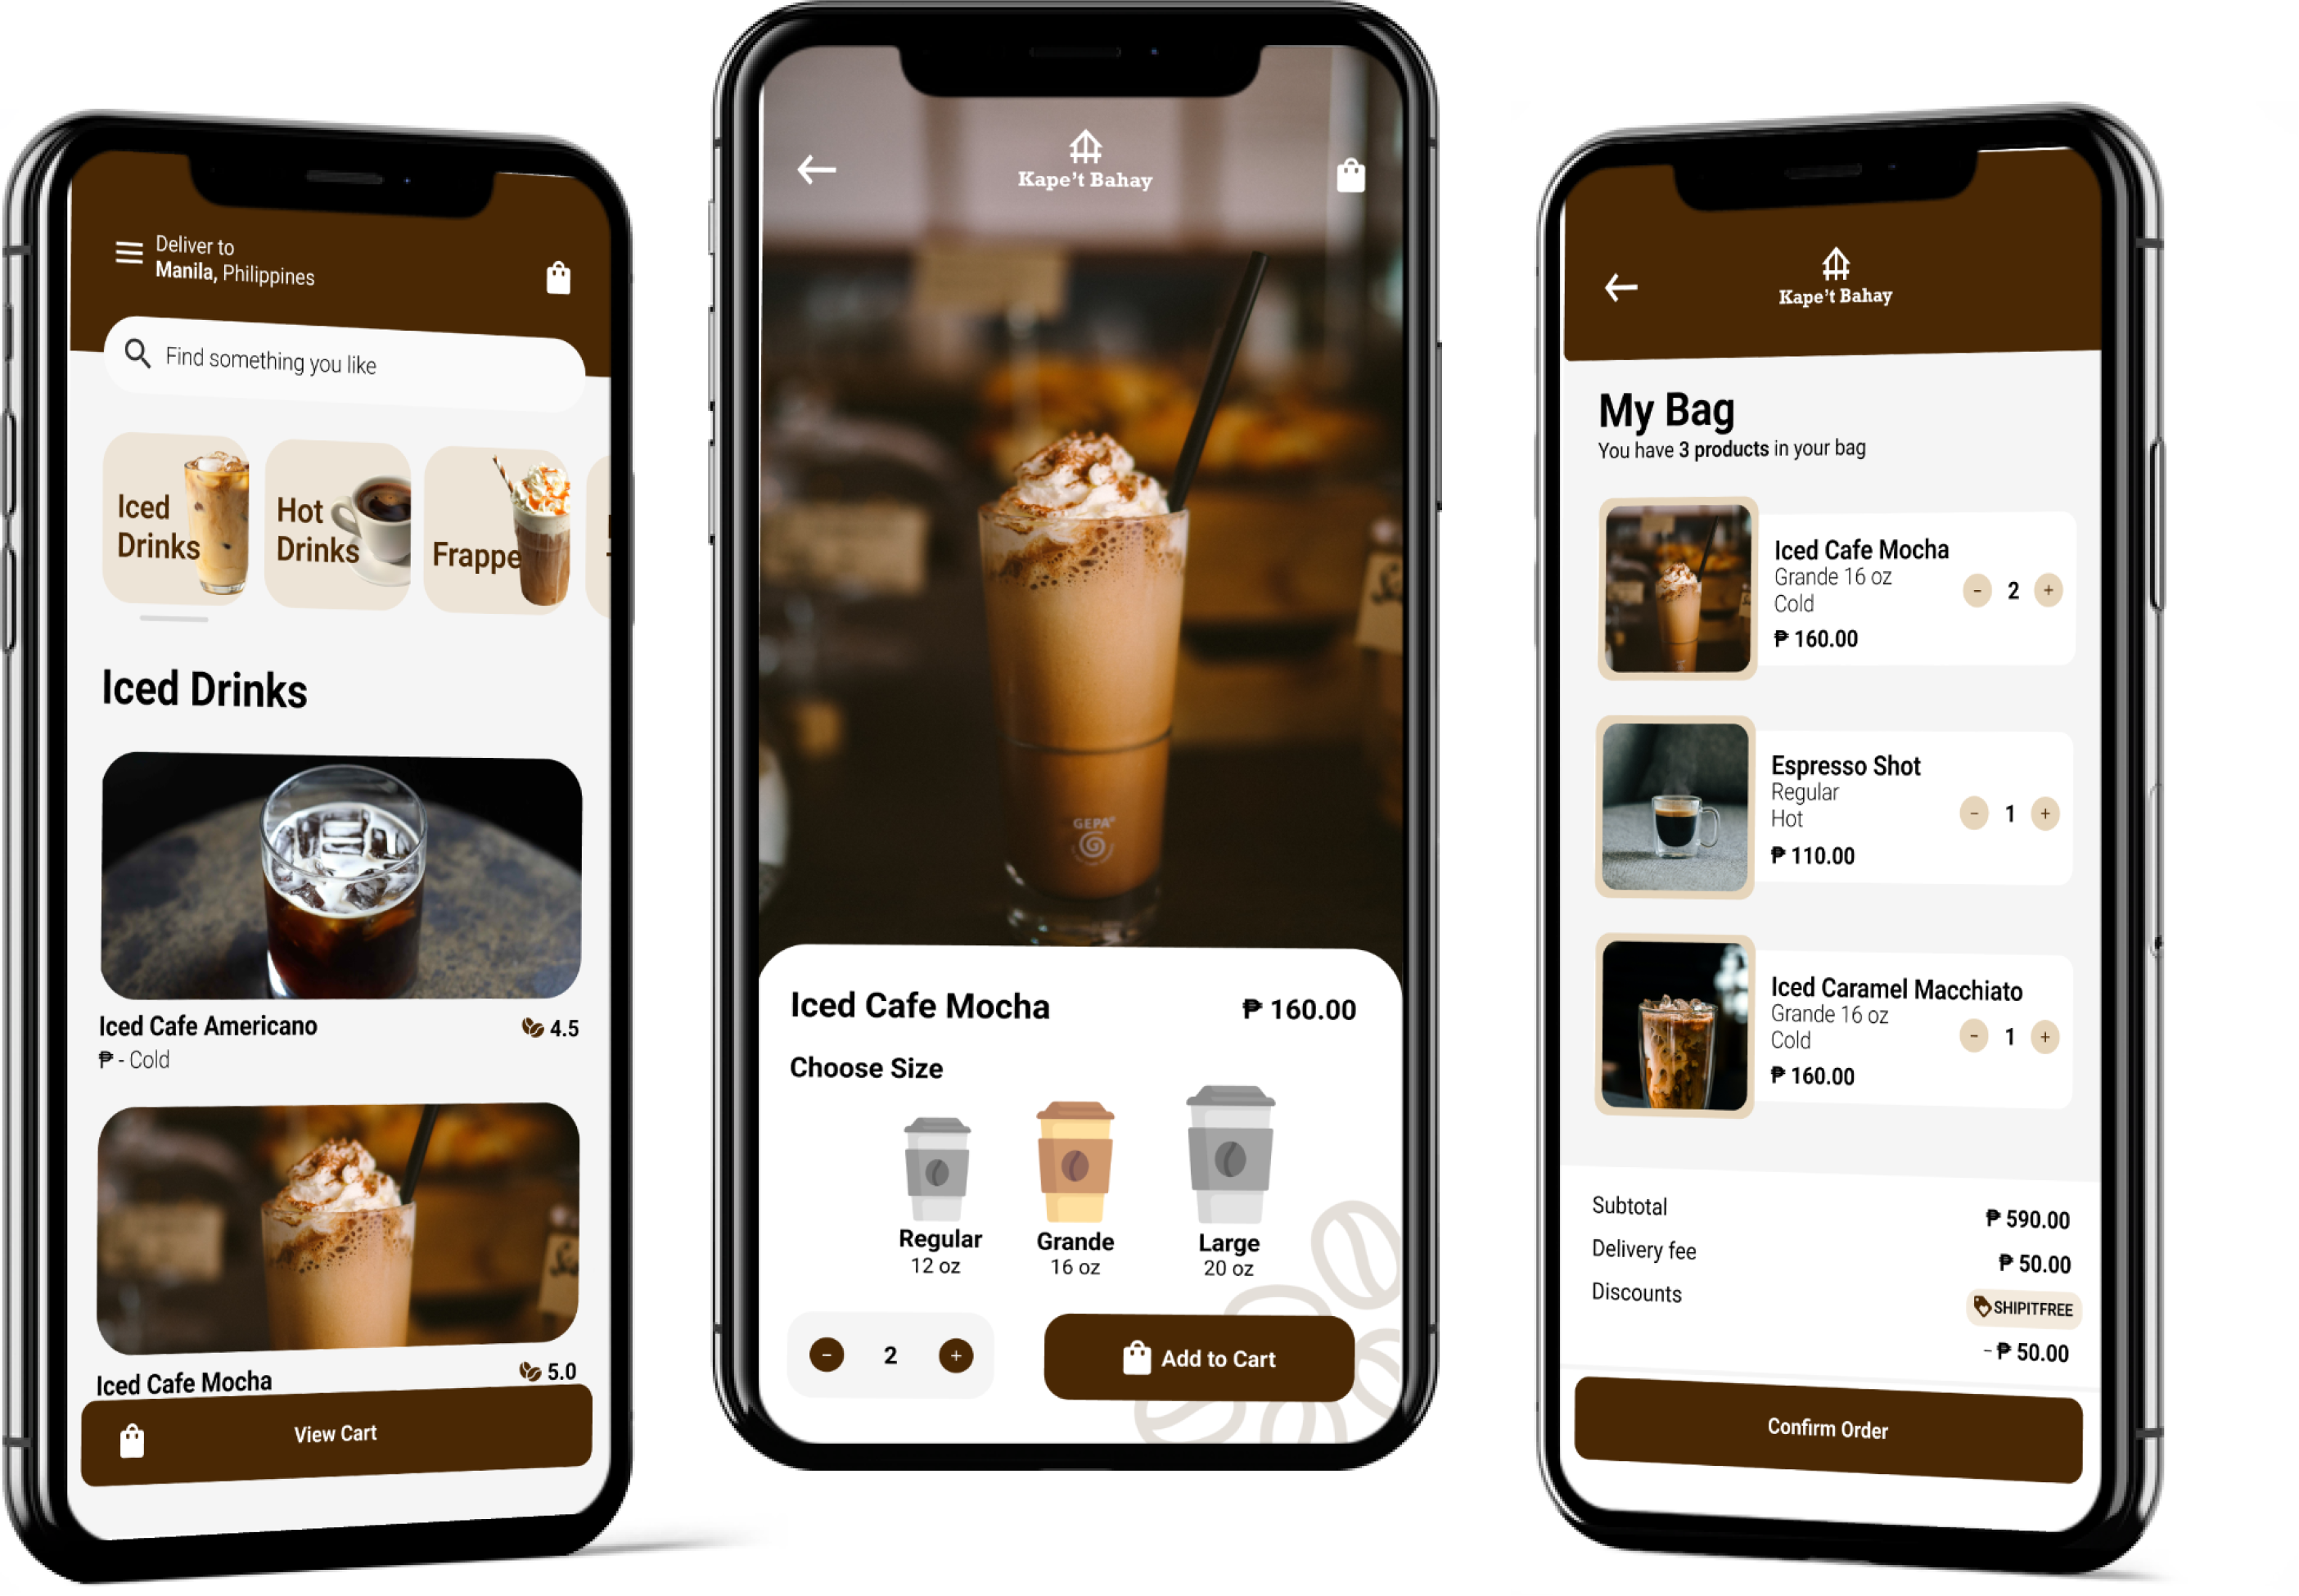 Deliver to
Manila, Philippines
Find something you like
Iced
Drinks
Hot
Drinks
Frappe
Iced Drinks
Iced Cafe Americano
4.5
₱ - Cold
Iced Cafe Mocha
5.0
View Cart
Kape't Bahay
GEPA
Iced Cafe Mocha
₱ 160.00
Choose Size
Regular
12 oz
Grande
16 oz
Large
20 oz
- 2 +
Add to Cart
Kape't Bahay
My Bag
You have 3 products in your bag
Iced Cafe Mocha
Grande 16 oz
Cold
₱ 160.00
- 2 +
Espresso Shot
Regular
Hot
₱ 110.00
- 1 +
Iced Caramel Macchiato
Grande 16 oz
Cold
₱ 160.00
- 1 +
Subtotal
₱ 590.00
Delivery fee
₱ 50.00
Discounts
SHIPITFREE
- ₱ 50.00
Confirm Order